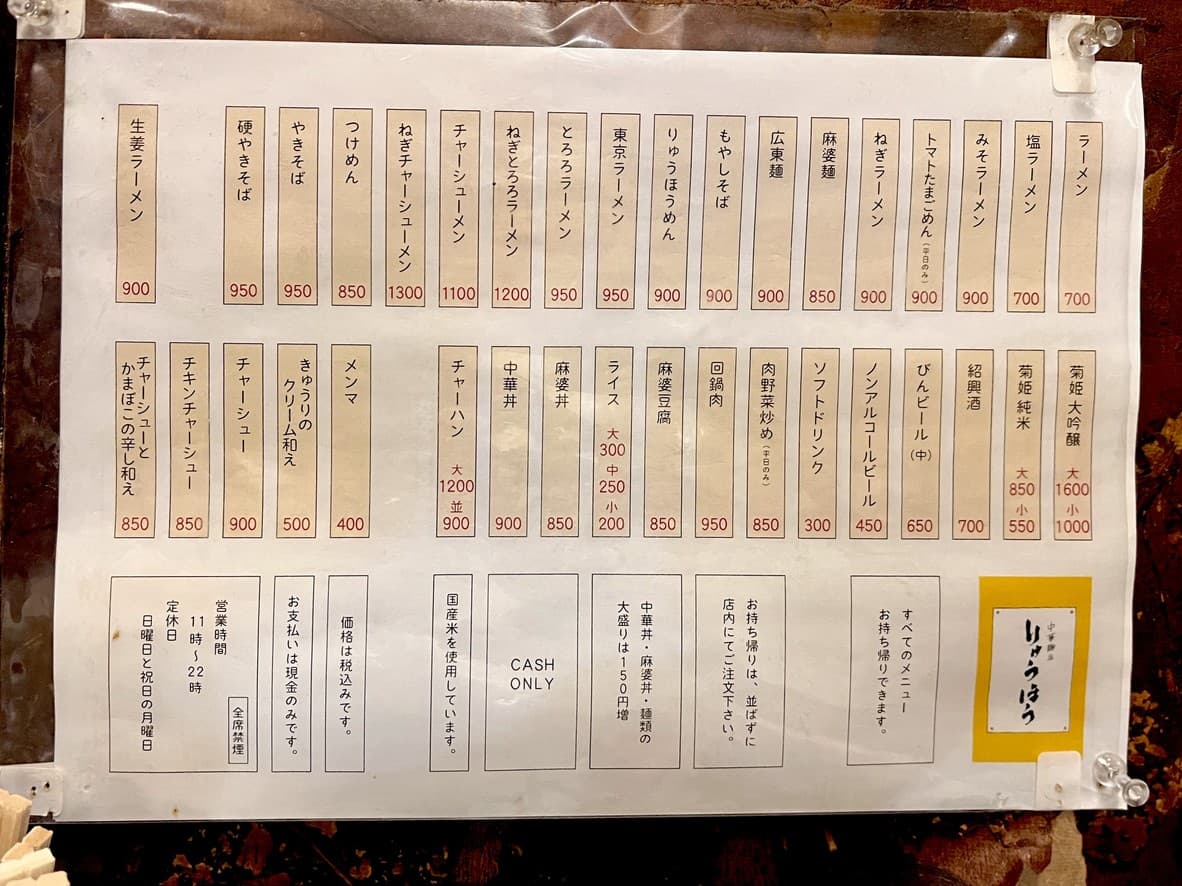 ラーメン 700
塩ラーメン 700
みそラーメン 900
トマトたまごめん(平日のみ) 900
ねぎラーメン 900
麻婆麺 850
広東麺 900
もやしそば 900
りゅうほうめん 900
東京ラーメン 950
とろろラーメン 950
ねぎとろろラーメン 1200
チャーシューメン 1100
ねぎチャーシューメン 1300
つけめん 850
やきそば 950
硬やきそば 950
生姜ラーメン 900
菊姫 大吟醸 大 1600 小 1000
菊姫 純米 大 850 小 550
紹興酒 700
びんビール(中) 650
ノンアルコールビール 450
ソフトドリンク 300
肉野菜炒め(平日のみ) 850
回鍋肉 950
麻婆豆腐 850
ライス 大 300 中 250 小 200
麻婆丼 850
中華丼 900
チャーハン 大 1200 並 900
メンマ 400
きゅうりの
クリーム和え 500
チャーシュー 900
チキンチャーシュー 850
チャーシューと
かまぼこの辛し和え 850
りゅうほう
すべてのメニュー
お持ち帰りできます。
お持ち帰りは、並ばずに
店内にてご注文下さい。
中華丼・麻婆丼・麺類の
大盛りは150円増
CASH
ONLY
国産米を使用しています。
価格は税込みです。
お支払いは現金のみです。
全席禁煙
営業時間
11時〜22時
定休日
日曜日と祝日の月曜日